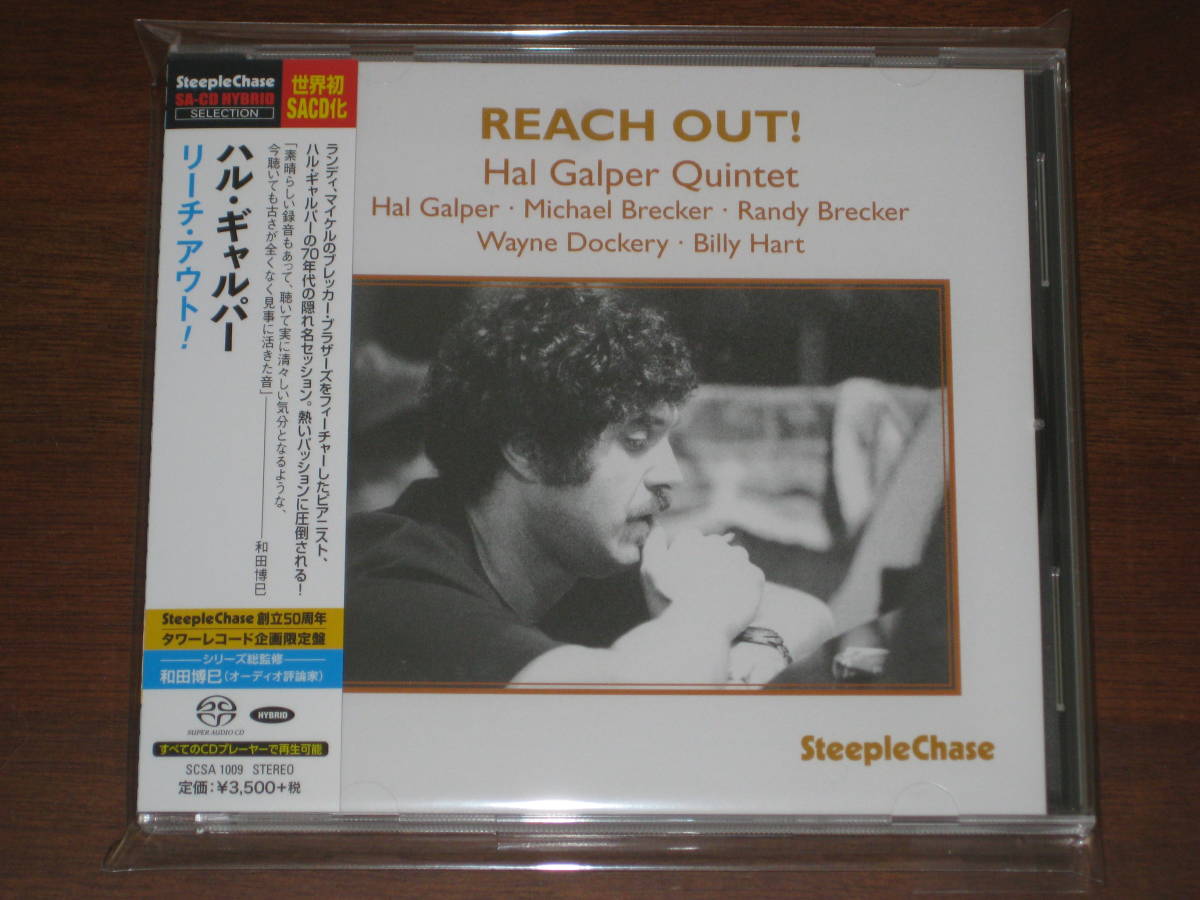 SteepleChase
SA-CD HYBRID
SELECTION
世界初
SACD化
ハル・ギャルパー
リーチ・アウト!
ランディ、マイケルのブレッカー・ブラザーズをフィーチャーしたピアニスト、
ハル・ギャルパーの70年代の隠れ名セッション。熱いパッションに圧倒される!
「素晴らしい録音もあって、聴いて実に清々しい気分となるような、
今聴いても古さが全くなく見事に活きた音」——和田博巳
SteepleChase 創立50周年
タワーレコード企画限定盤
シリーズ総監修
和田博巳(オーディオ評論家)
SUPER AUDIO CD
HYBRID
すべてのCDプレーヤーで再生可能
SCSA 1009 STEREO
定価:¥3,500+税
REACH OUT!
Hal Galper Quintet
Hal Galper · Michael Brecker · Randy Brecker
Wayne Dockery · Billy Hart
SteepleChase